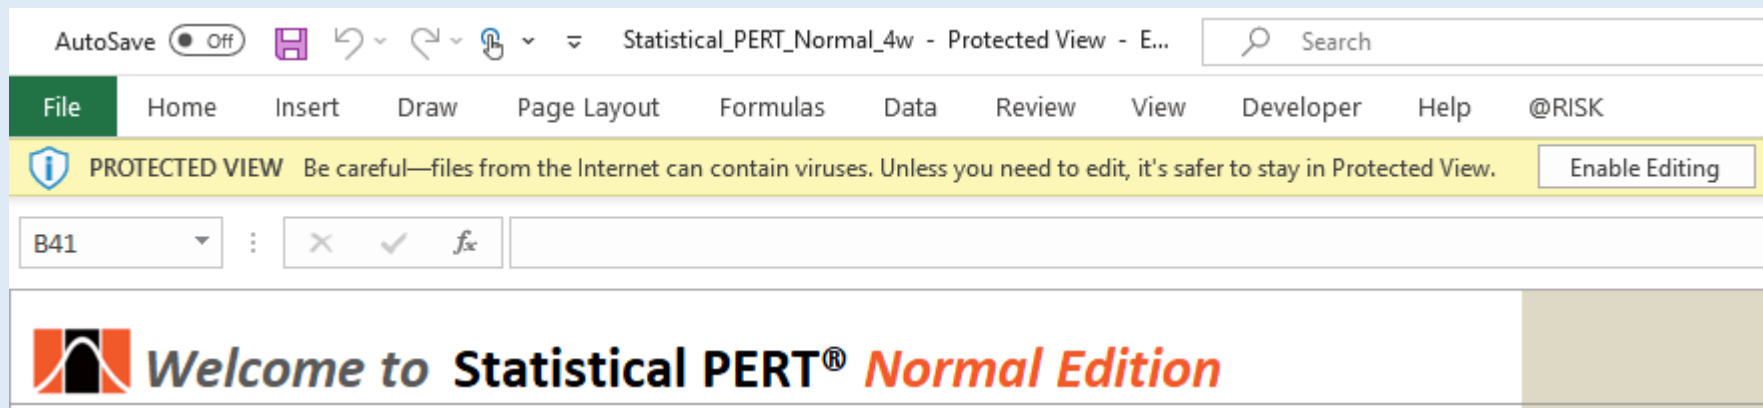 AutoSave Off Statistical_PERT_Normal_4w - Protected View - E... Search
File Home Insert Draw Page Layout Formulas Data Review View Developer Help @RISK
PROTECTED VIEW Be careful—files from the Internet can contain viruses. Unless you need to edit, it's safer to stay in Protected View. Enable Editing
B41 fx
Welcome to Statistical PERT® Normal Edition